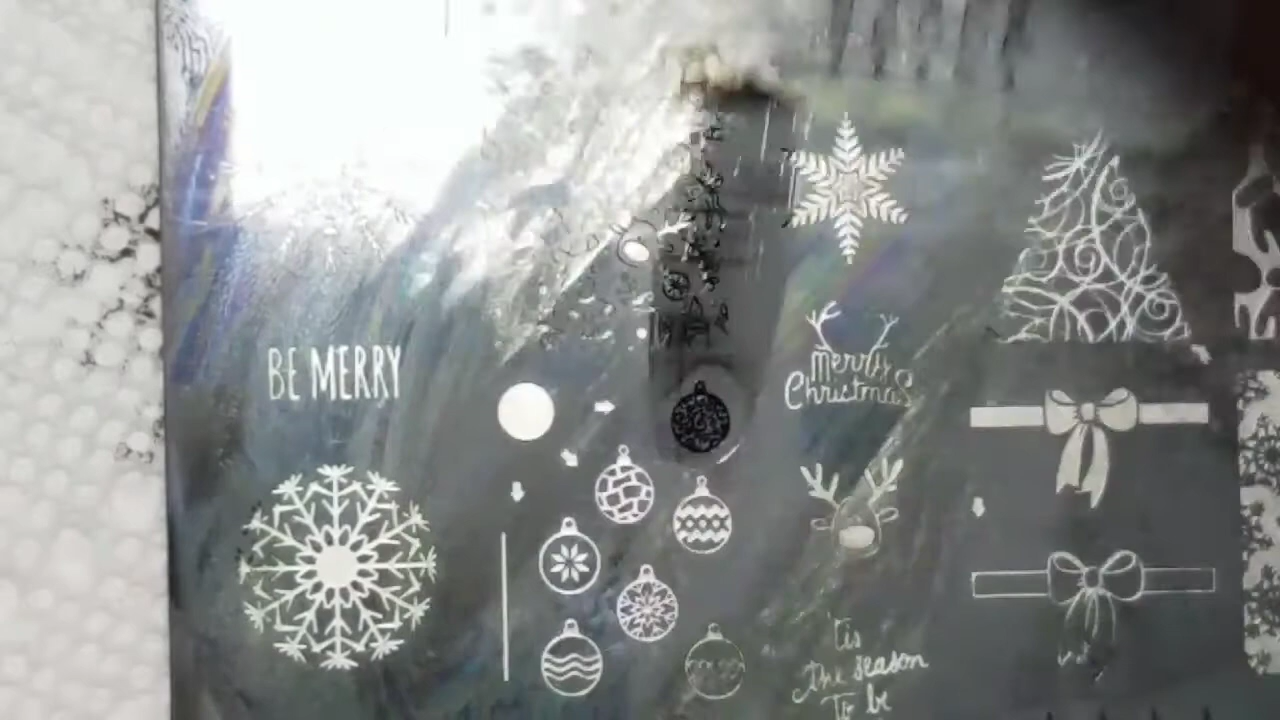 BE MERRY
merry
Christmas
'tis
the season
to be